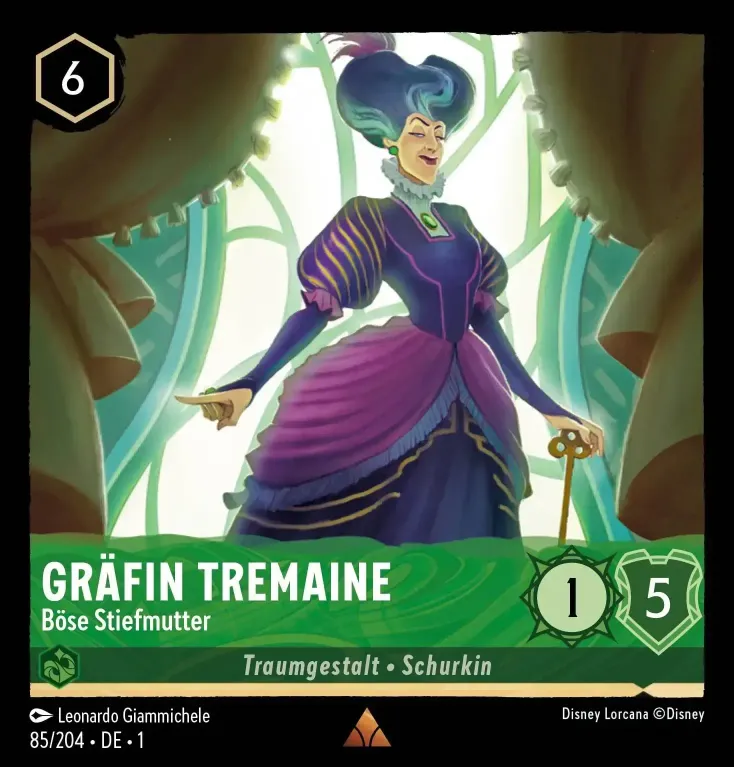 6
GRÄFIN TREMAINE
Böse Stiefmutter
1
5
Traumgestalt • Schurkin
Leonardo Giammichele
Disney Lorcana ©Disney
85/204 • DE • 1